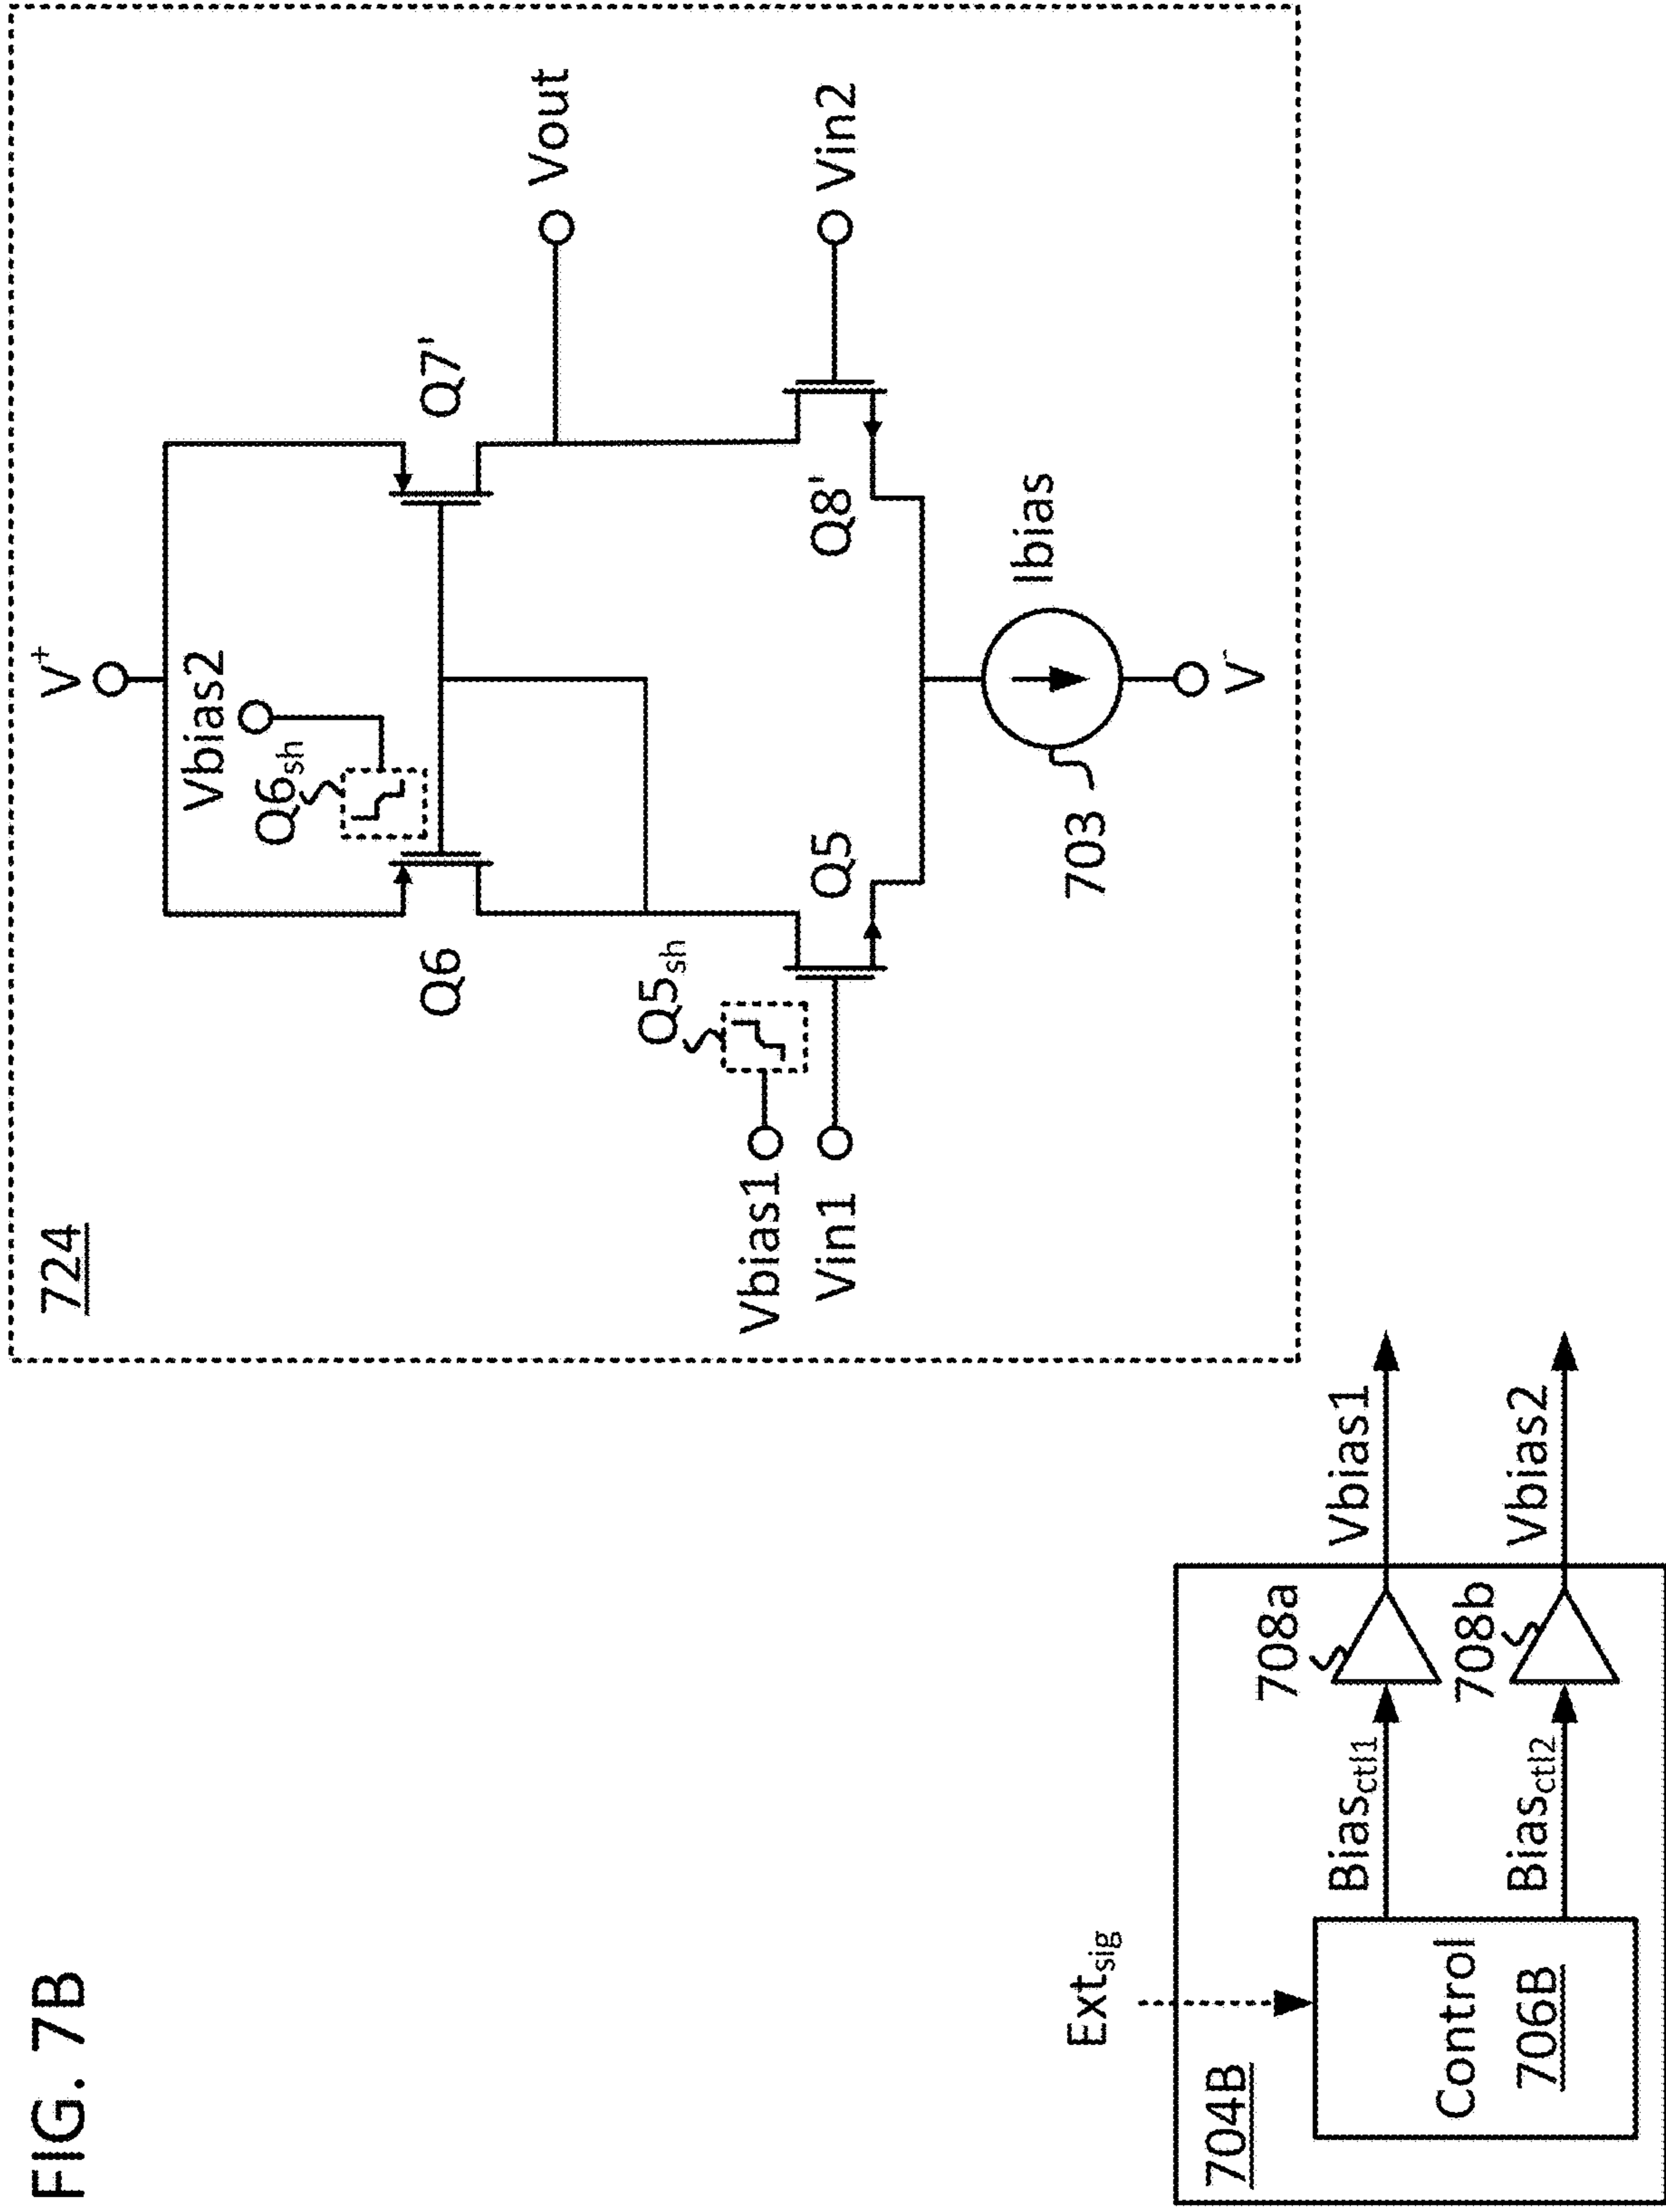 FIG. 7B
724
V+
Vbias2
Q6sh
Q6
Q7'
Vout
Q5sh
Vbias1
Vin1
Q5
Q8'
Vin2
703
Ibias
V-
Extsig
704B
Control
706B
Biasctl1
708a
Vbias1
Biasctl2
708b
Vbias2